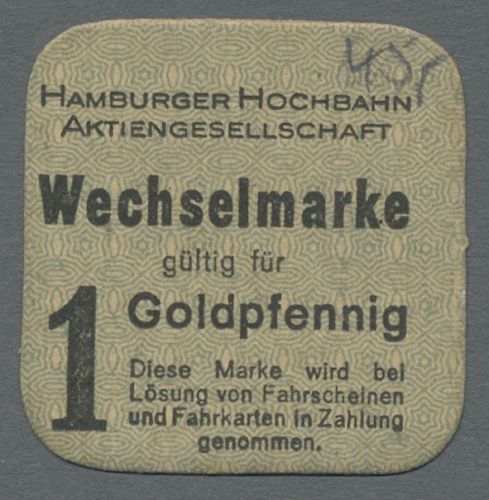 HAMBURGER HOCHBAHN
AKTIENGESELLSCHAFT
Wechselmarke
gültig für
1 Goldpfennig
Diese Marke wird bei
Lösung von Fahrscheinen
und Fahrkarten in Zahlung
genommen.